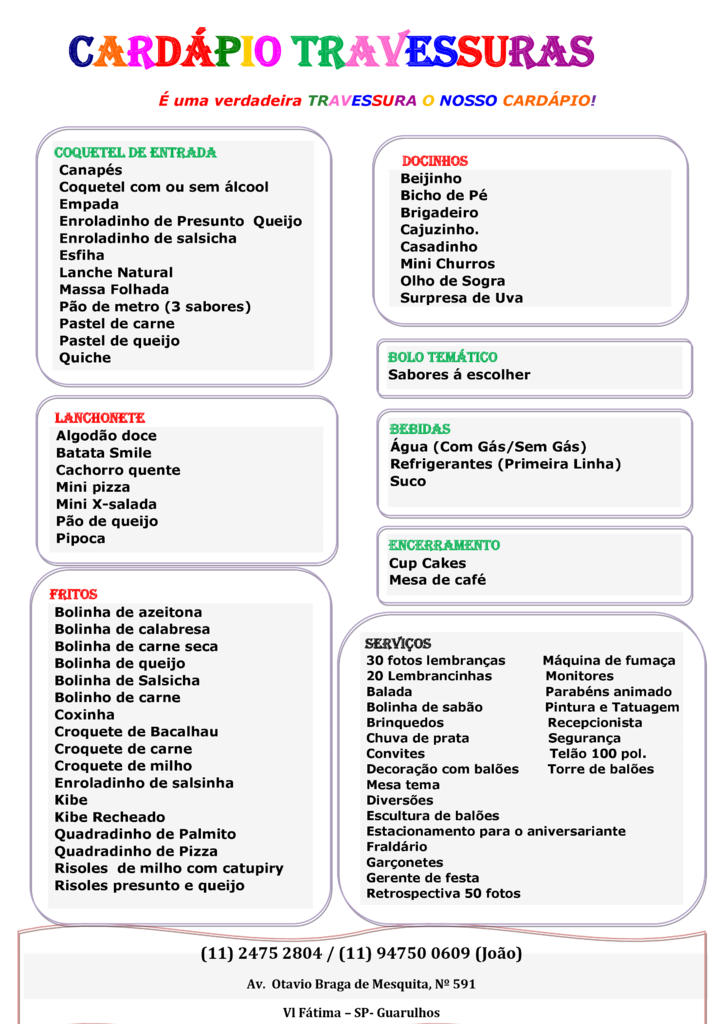 CARDÁPIO TRAVESSURAS
É uma verdadeira TRAVESSURA O NOSSO CARDÁPIO!
COQUETEL DE ENTRADA
Canapés
Coquetel com ou sem álcool
Empada
Enroladinho de Presunto  Queijo
Enroladinho de salsicha
Esfiha
Lanche Natural
Massa Folhada
Pão de metro (3 sabores)
Pastel de carne
Pastel de queijo
Quiche
LANCHONETE
Algodão doce
Batata Smile
Cachorro quente
Mini pizza
Mini X-salada
Pão de queijo
Pipoca
FRITOS
Bolinha de azeitona
Bolinha de calabresa
Bolinha de carne seca
Bolinha de queijo
Bolinha de Salsicha
Bolinho de carne
Coxinha
Croquete de Bacalhau
Croquete de carne
Croquete de milho
Enroladinho de salsinha
Kibe
Kibe Recheado
Quadradinho de Palmito
Quadradinho de Pizza
Risoles  de milho com catupiry
Risoles presunto e queijo
DOCINHOS
Beijinho
Bicho de Pé
Brigadeiro
Cajuzinho.
Casadinho
Mini Churros
Olho de Sogra
Surpresa de Uva
BOLO TEMÁTICO
Sabores á escolher
BEBIDAS
Água (Com Gás/Sem Gás)
Refrigerantes (Primeira Linha)
Suco
ENCERRAMENTO
Cup Cakes
Mesa de café
SERVIÇOS
30 fotos lembranças Máquina de fumaça
20 Lembrancinhas Monitores
Balada Parabéns animado
Bolinha de sabão Pintura e Tatuagem
Brinquedos Recepcionista
Chuva de prata Segurança
Convites Telão 100 pol.
Decoração com balões Torre de balões
Mesa tema
Diversões
Escultura de balões
Estacionamento para o aniversariante
Fraldário
Garçonetes
Gerente de festa
Retrospectiva 50 fotos
(11) 2475 2804 / (11) 94750 0609 (João)
Av.  Otavio Braga de Mesquita, Nº 591
Vl Fátima – SP- Guarulhos